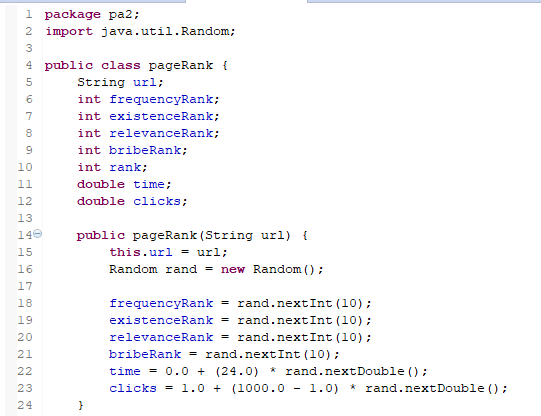 1 package pa2;
2 import java.util.Random;
3
4 public class pageRank {
5     String url;
6     int frequencyRank;
7     int existenceRank;
8     int relevanceRank;
9     int bribeRank;
10     int rank;
11     double time;
12     double clicks;
13
14     public pageRank(String url) {
15         this.url = url;
16         Random rand = new Random();
17
18         frequencyRank = rand.nextInt(10);
19         existenceRank = rand.nextInt(10);
20         relevanceRank = rand.nextInt(10);
21         bribeRank = rand.nextInt(10);
22         time = 0.0 + (24.0) * rand.nextDouble();
23         clicks = 1.0 + (1000.0 - 1.0) * rand.nextDouble();
24     }